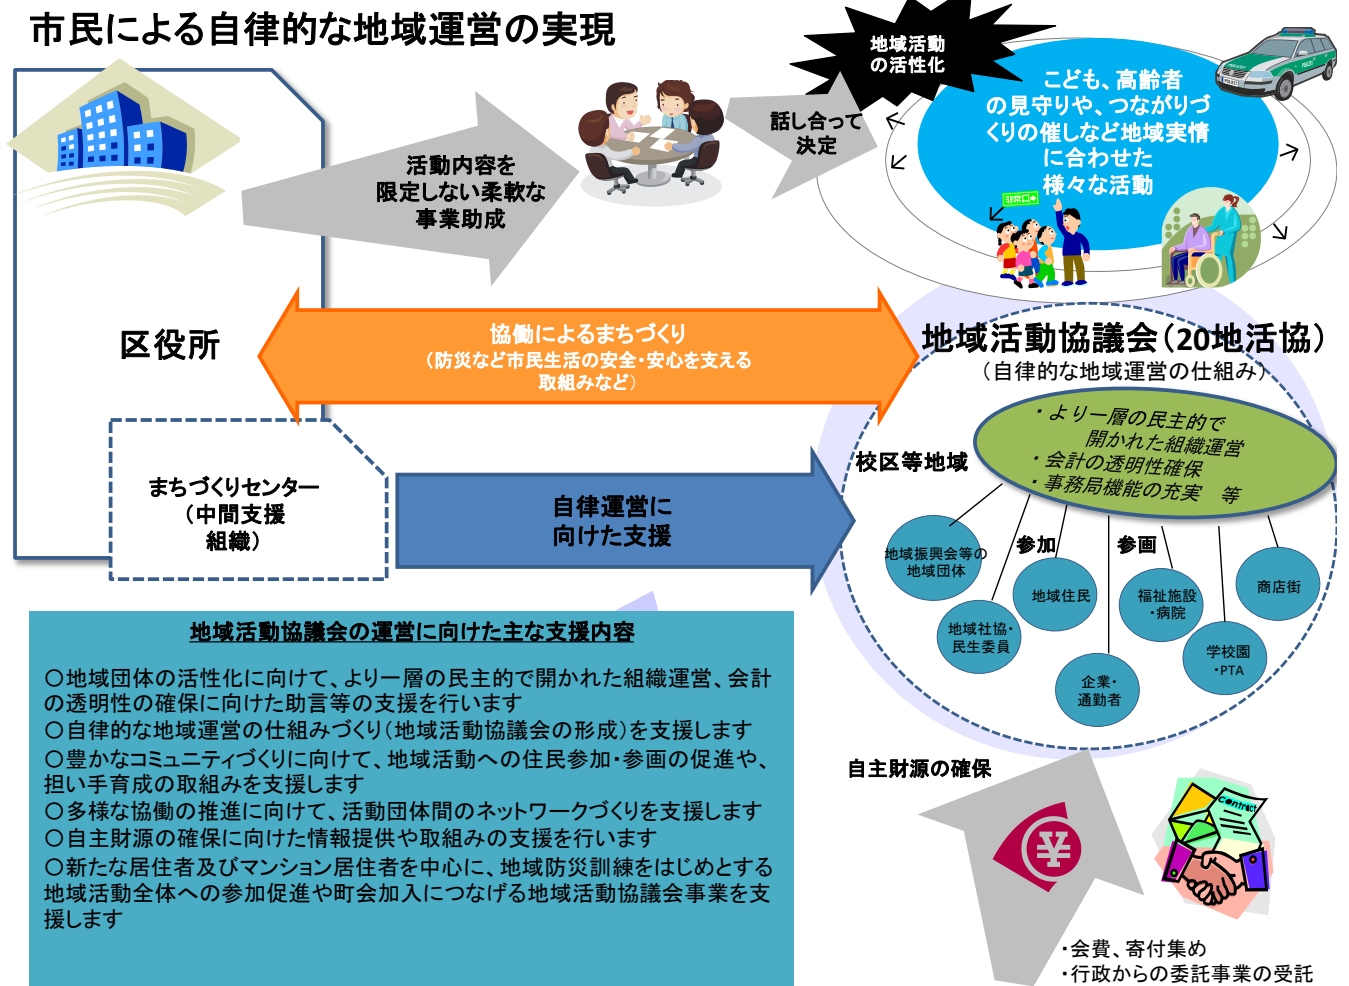 市民による自律的な地域運営の実現
地域活動
の活性化
こども、高齢者
の見守りや、つながりづ
くりの催しなど地域実情
に合わせた
様々な活動
話し合って
決定
活動内容を
限定しない柔軟な
事業助成
非常口
区役所
協働によるまちづくり
（防災など市民生活の安全・安心を支える
取組みなど）
地域活動協議会（20地活協）
（自律的な地域運営の仕組み）
・より一層の民主的で
開かれた組織運営
・会計の透明性確保
・事務局機能の充実　等
校区等地域
まちづくりセンター
（中間支援
組織）
自律運営に
向けた支援
参加
参画
地域振興会等の
地域団体
地域住民
福祉施設
・病院
商店街
地域社協・
民生委員
学校園
・PTA
企業・
通勤者
地域活動協議会の運営に向けた主な支援内容
○地域団体の活性化に向けて、より一層の民主的で開かれた組織運営、会計
の透明性の確保に向けた助言等の支援を行います
○自律的な地域運営の仕組みづくり（地域活動協議会の形成）を支援します
○豊かなコミュニティづくりに向けて、地域活動への住民参加・参画の促進や、
担い手育成の取組みを支援します
○多様な協働の推進に向けて、活動団体間のネットワークづくりを支援します
○自主財源の確保に向けた情報提供や取組みの支援を行います
○新たな居住者及びマンション居住者を中心に、地域防災訓練をはじめとする
地域活動全体への参加促進や町会加入につなげる地域活動協議会事業を支
援します
自主財源の確保
¥
Contract
・会費、寄付集め
・行政からの委託事業の受託